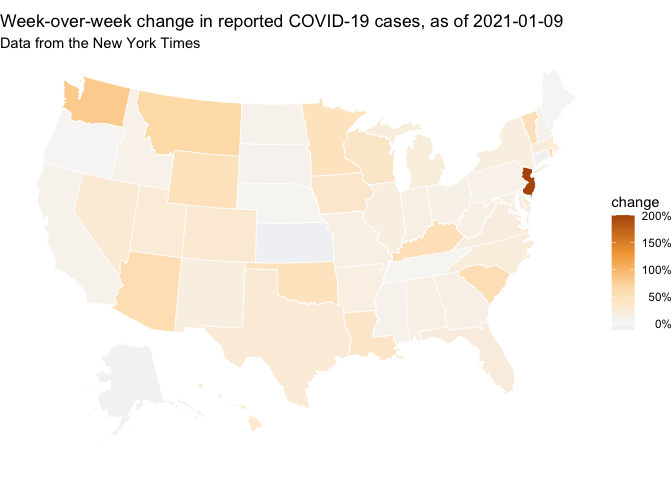 Week-over-week change in reported COVID-19 cases, as of 2021-01-09
Data from the New York Times
change
200%
150%
100%
50%
0%